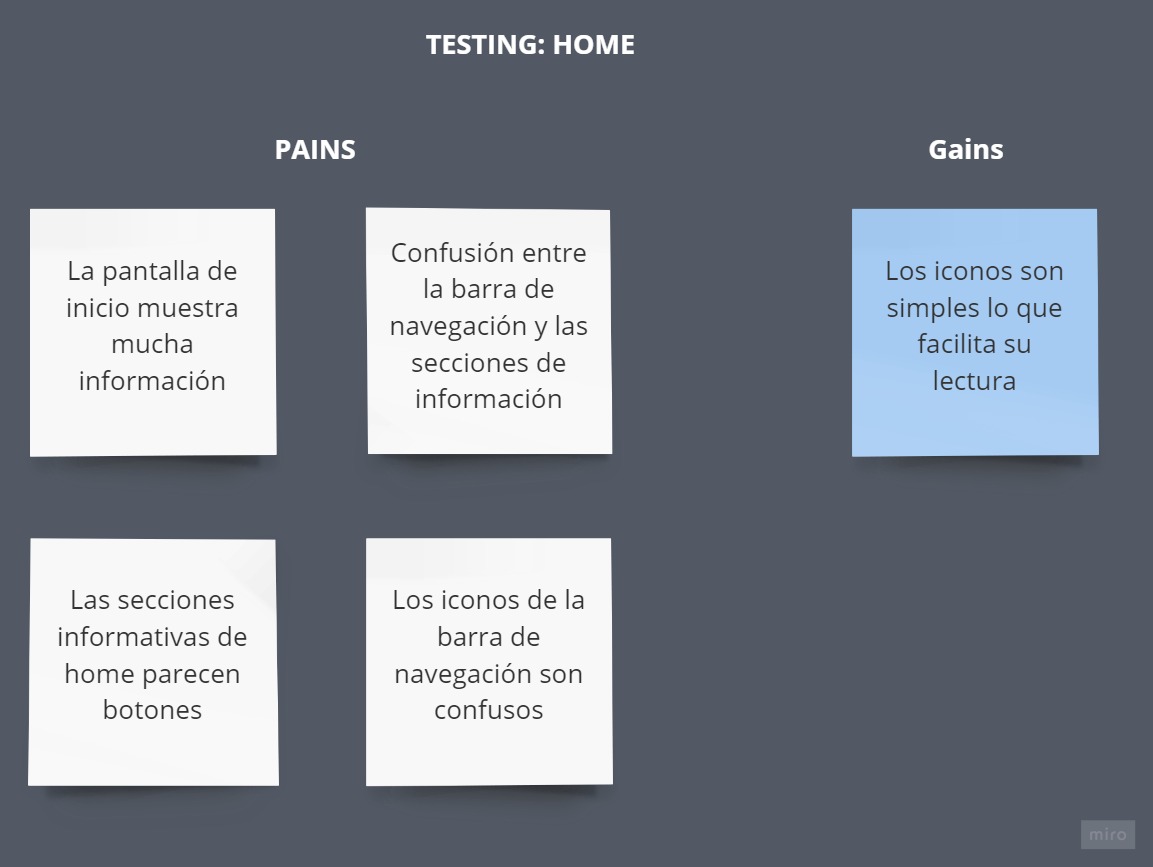 TESTING: HOME
PAINS
Gains
La pantalla de
inicio muestra
mucha
información
Confusión entre
la barra de
navegación y las
secciones de
información
Los iconos son
simples lo que
facilita su
lectura
Las secciones
informativas de
home parecen
botones
Los iconos de la
barra de
navegación son
confusos
miro